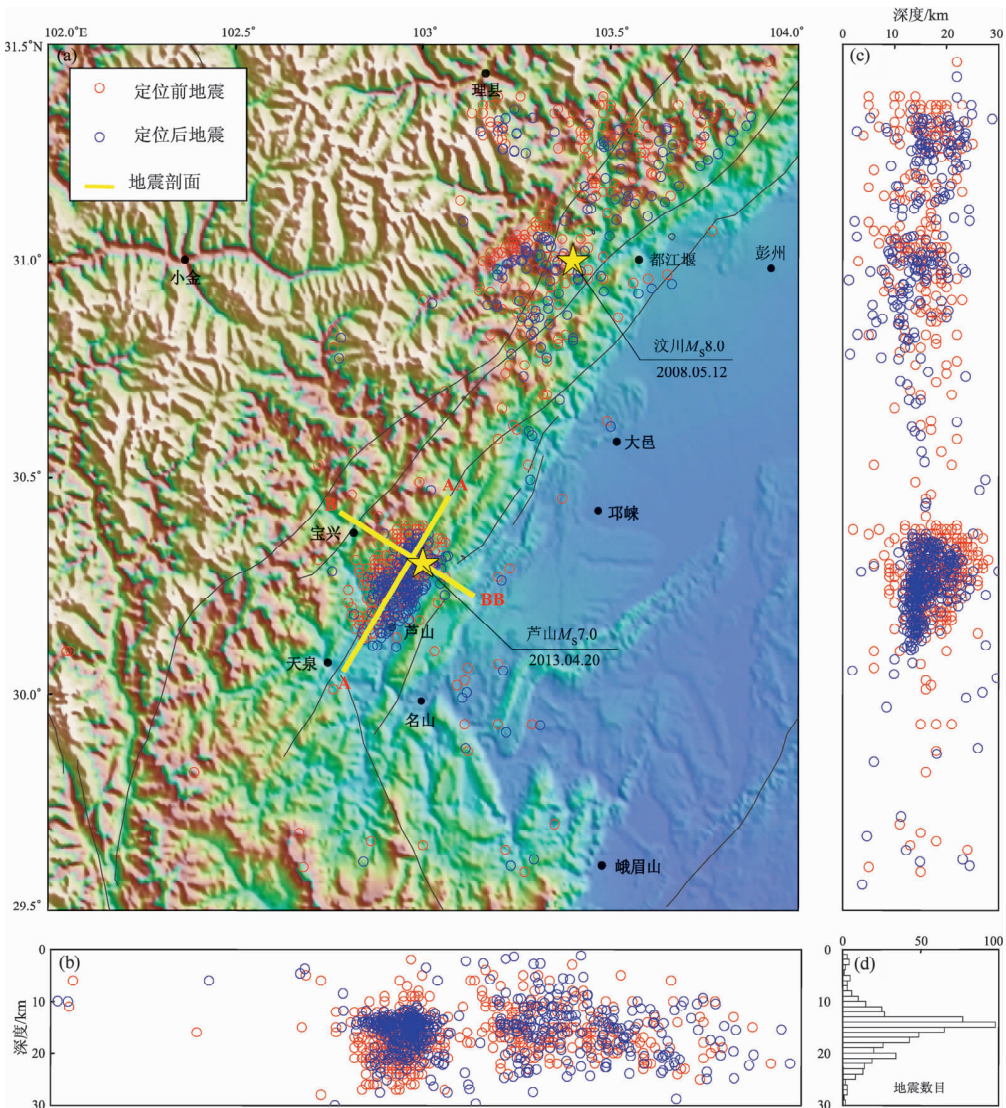 深度/km
102.0°E
102.5°
103°
103.5°
104.0°
0
10
20
30
31.5°N
(a)
(c)
定位前地震
定位后地震
地震剖面
理县
31.0°
小金
都江堰
彭州
汶川Ms8.0
2008.05.12
大邑
30.5°
B
AA
宝兴
邛崃
BB
芦山
芦山Ms7.0
2013.04.20
天泉
A
30.0°
名山
峨眉山
29.5°
0
50
100
0
(b)
0
(d)
10
10
深度/km
20
20
地震数目
30
30